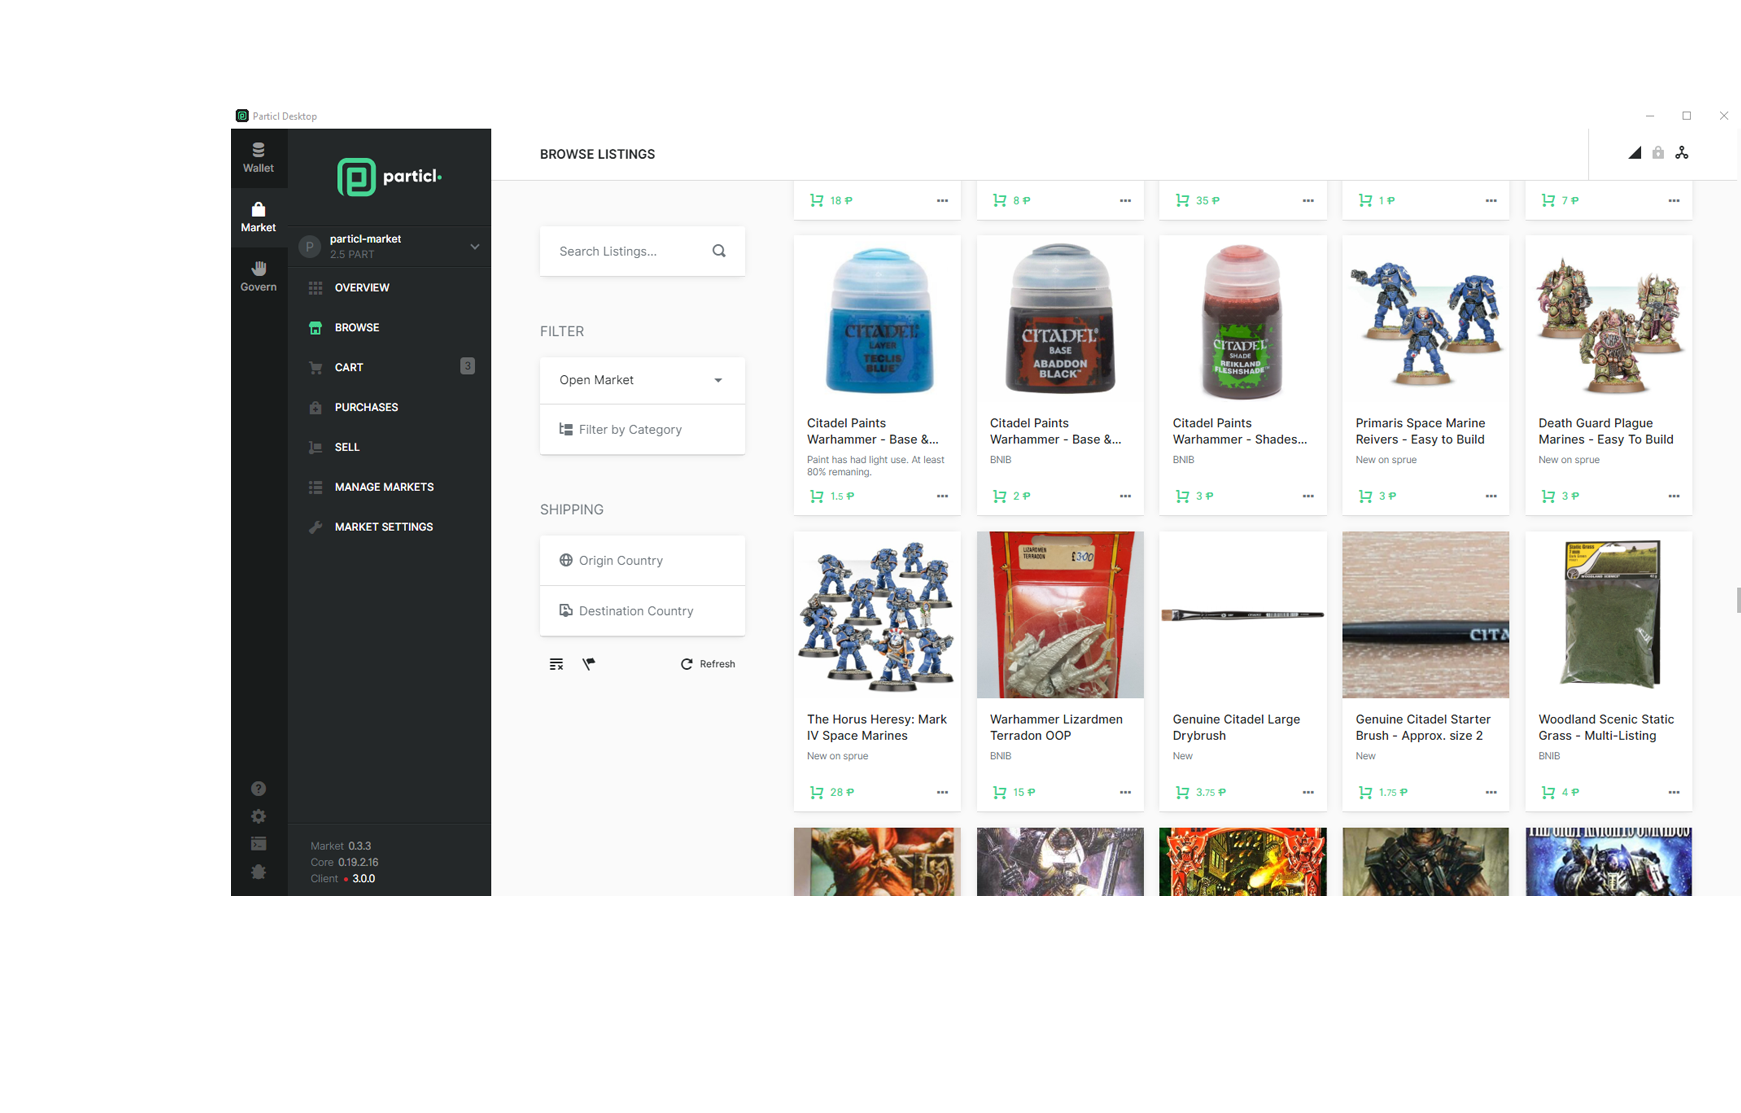 Particl Desktop
Wallet
Market
Govern
particl
P
particl-market
2.5 PART
OVERVIEW
BROWSE
CART
3
PURCHASES
SELL
MANAGE MARKETS
MARKET SETTINGS
Market 0.3.3
Core 0.19.2.16
Client • 3.0.0
BROWSE LISTINGS
Search Listings...
FILTER
Open Market
Filter by Category
SHIPPING
Origin Country
Destination Country
Refresh
18 ₱
8 ₱
35 ₱
1 ₱
7 ₱
CITADEL
LAYER
TECLIS
BLUE
Citadel Paints
Warhammer - Base &...
Paint has had light use. At least
80% remaning.
1.5 ₱
CITADEL
BASE
ABADDON
BLACK
Citadel Paints
Warhammer - Base &...
BNIB
2 ₱
CITADEL
SHADE
REIKLAND
FLESHSHADE
Citadel Paints
Warhammer - Shades...
BNIB
3 ₱
Primaris Space Marine
Reivers - Easy to Build
New on sprue
3 ₱
Death Guard Plague
Marines - Easy To Build
New on sprue
3 ₱
The Horus Heresy: Mark
IV Space Marines
New on sprue
28 ₱
LIZARDMEN
TERRADON
£3.00
Warhammer Lizardmen
Terradon OOP
BNIB
15 ₱
Genuine Citadel Large
Drybrush
New
3.75 ₱
CITA
Genuine Citadel Starter
Brush - Approx. size 2
New
1.75 ₱
Static Grass
Woodland Scenic Static
Grass - Multi-Listing
BNIB
4 ₱
THE GREY KNIGHTS OMNIBUS